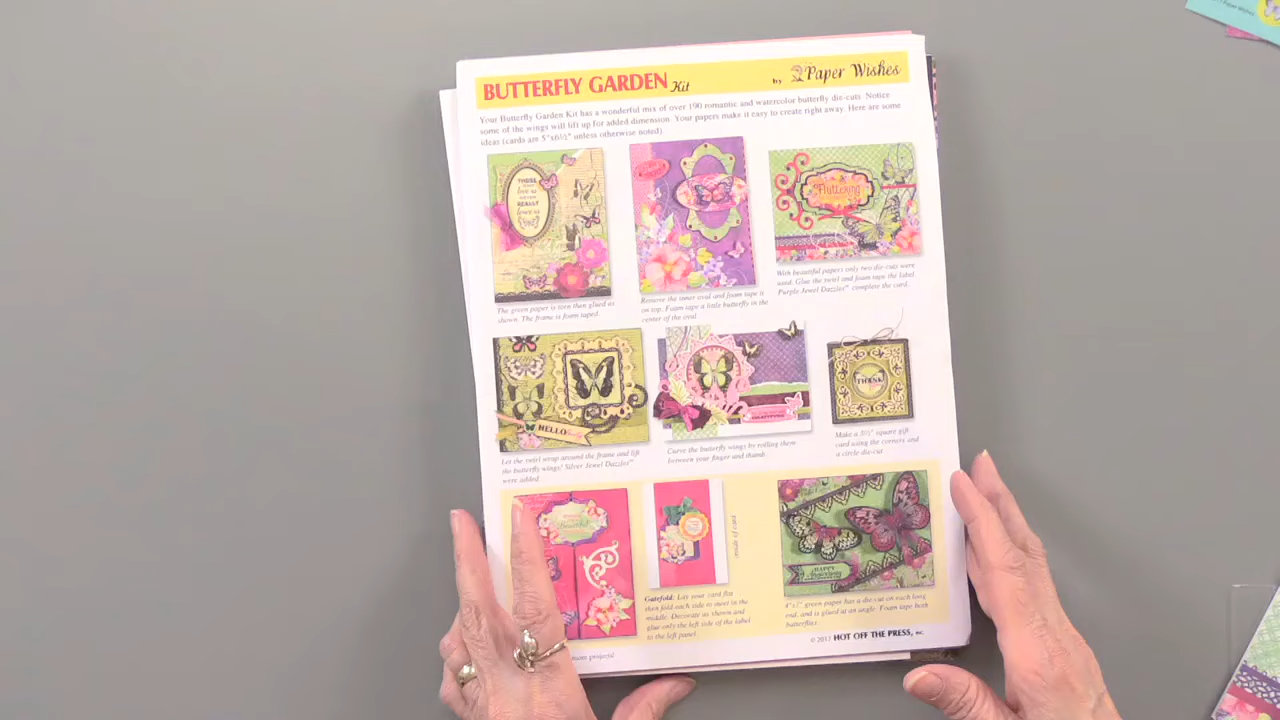 BUTTERFLY GARDEN Kit by Paper Wishes
Your Butterfly Garden Kit has a wonderful mix of over 190 romantic and watercolor butterfly die-cuts. Notice
some of the wings will lift up for added dimension. Your papers make it easy to create right away. Here are some
ideas (cards are 5"x6½" unless otherwise noted).
Fluttering
The green paper is torn then glued as
shown. The frame is foam taped.
Remove the inner oval and foam tape it
on top. Foam tape a little butterfly in the
center of the oval.
With beautiful papers only two die-cuts were
used. Glue the swirl and foam tape the label.
Purple Jewel Dazzles™ complete the card.
HELLO
THANK
Let the swirl wrap around the frame and lift
the butterfly wings! Silver Jewel Dazzles™
were added.
Curve the butterfly wings by rolling them
between your finger and thumb.
Make a 3½" square gift
card using the corners and
a circle die-cut.
inside of card
HAPPY
Anniversary
Gatefold: Lay your card flat
then fold each side to meet in the
middle. Decorate as shown and
glue only the left side of the label
to the left panel.
4"x7" green paper has a die-cut on each long
end, and is glued at an angle. Foam tape both
butterflies.
© 2017 HOT OFF THE PRESS, INC.
Paper Wishes